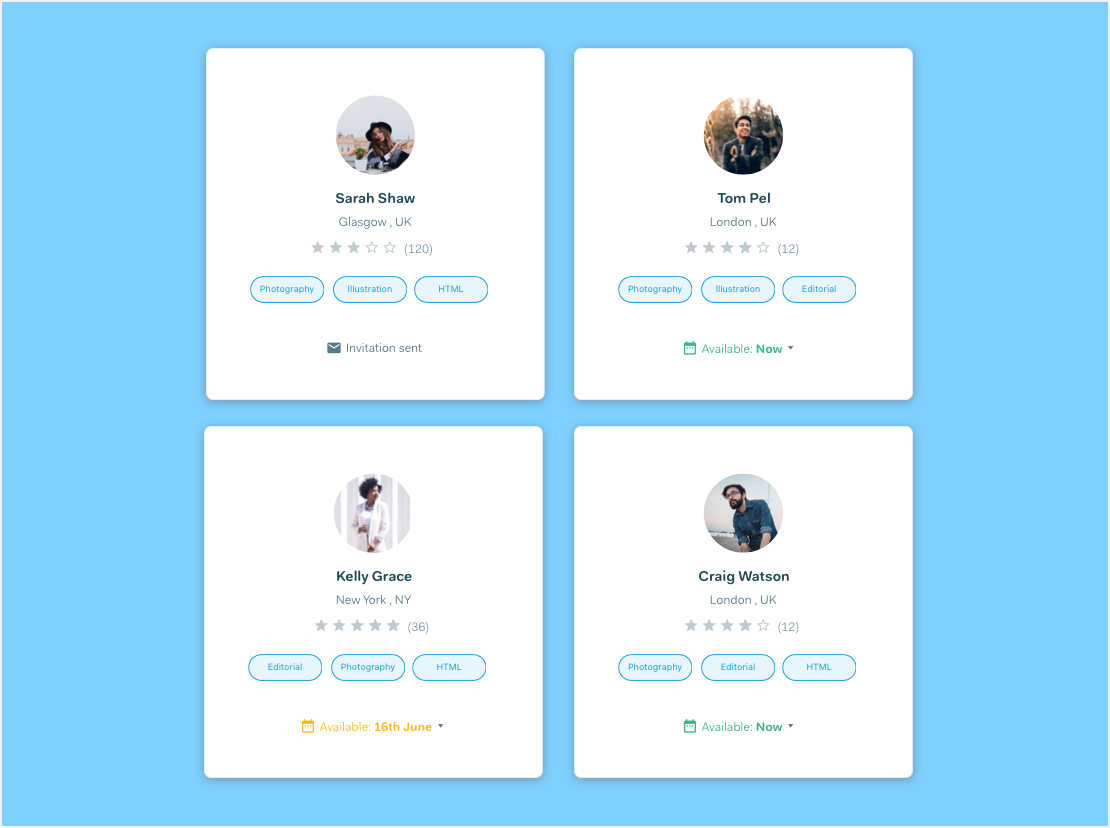 Sarah Shaw
Glasgow , UK
(120)
Photography Illustration HTML
Invitation sent
Tom Pel
London , UK
(12)
Photography Illustration Editorial
Available: Now
Kelly Grace
New York , NY
(36)
Editorial Photography HTML
Available: 16th June
Craig Watson
London , UK
(12)
Photography Editorial HTML
Available: Now